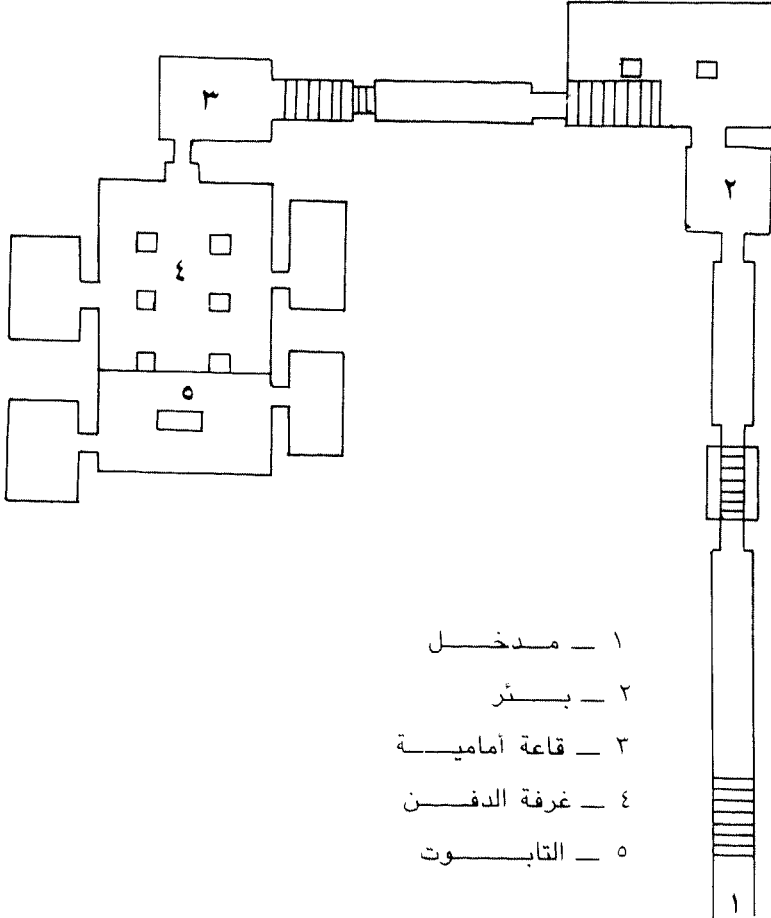 ٣
٢
٤
٥
١ – مدخل
٢ – بئر
٣ – قاعة أمامية
٤ – غرفة الدفن
٥ – التابوت
١